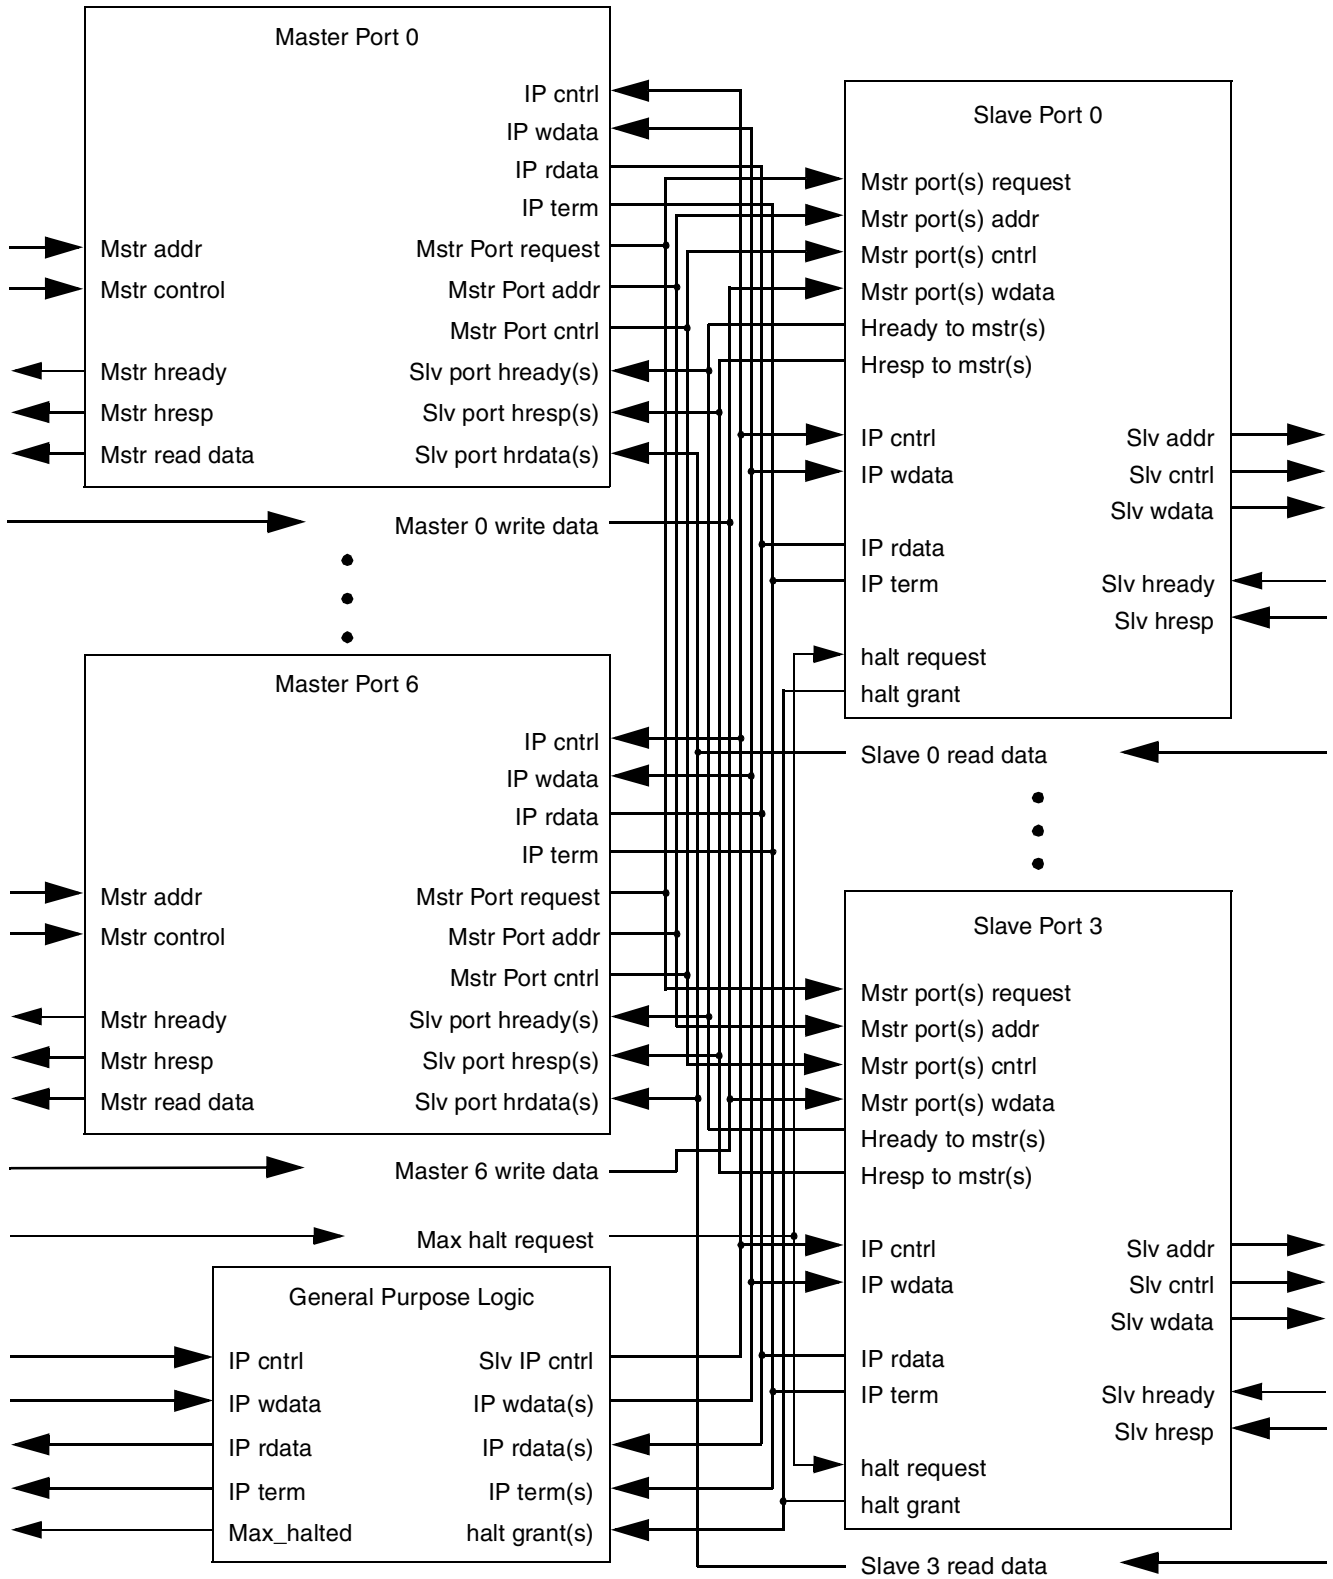 Master Port 0
IP cntrl
IP wdata
IP rdata
IP term
Mstr addr
Mstr Port request
Mstr control
Mstr Port addr
Mstr Port cntrl
Mstr hready
Slv port hready(s)
Mstr hresp
Slv port hresp(s)
Mstr read data
Slv port hrdata(s)
Master 0 write data
Master Port 6
IP cntrl
IP wdata
IP rdata
IP term
Mstr addr
Mstr Port request
Mstr control
Mstr Port addr
Mstr Port cntrl
Mstr hready
Slv port hready(s)
Mstr hresp
Slv port hresp(s)
Mstr read data
Slv port hrdata(s)
Master 6 write data
Max halt request
General Purpose Logic
IP cntrl
Slv IP cntrl
IP wdata
IP wdata(s)
IP rdata
IP rdata(s)
IP term
IP term(s)
Max_halted
halt grant(s)
Slave Port 0
Mstr port(s) request
Mstr port(s) addr
Mstr port(s) cntrl
Mstr port(s) wdata
Hready to mstr(s)
Hresp to mstr(s)
IP cntrl
Slv addr
IP wdata
Slv cntrl
Slv wdata
IP rdata
IP term
Slv hready
Slv hresp
halt request
halt grant
Slave 0 read data
Slave Port 3
Mstr port(s) request
Mstr port(s) addr
Mstr port(s) cntrl
Mstr port(s) wdata
Hready to mstr(s)
Hresp to mstr(s)
IP cntrl
Slv addr
IP wdata
Slv cntrl
Slv wdata
IP rdata
IP term
Slv hready
Slv hresp
halt request
halt grant
Slave 3 read data